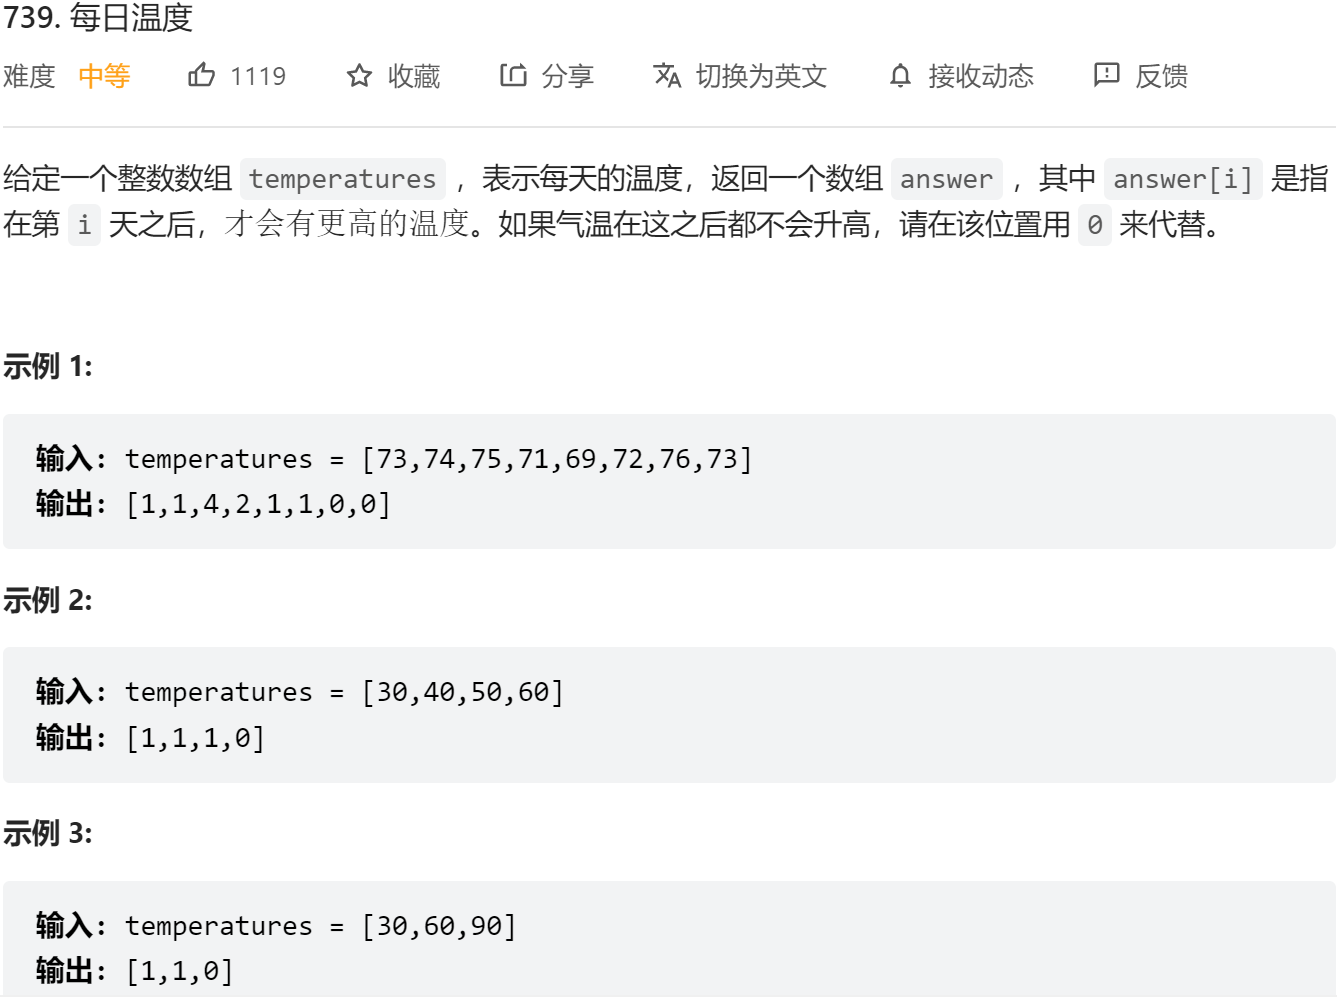 739. 每日温度
难度 中等 1119 收藏 分享 切换为英文 接收动态 反馈
给定一个整数数组 temperatures ，表示每天的温度，返回一个数组 answer ，其中 answer[i] 是指
在第 i 天之后，才会有更高的温度。如果气温在这之后都不会升高，请在该位置用 0 来代替。
示例 1:
输入: temperatures = [73,74,75,71,69,72,76,73]
输出: [1,1,4,2,1,1,0,0]
示例 2:
输入: temperatures = [30,40,50,60]
输出: [1,1,1,0]
示例 3:
输入: temperatures = [30,60,90]
输出: [1,1,0]